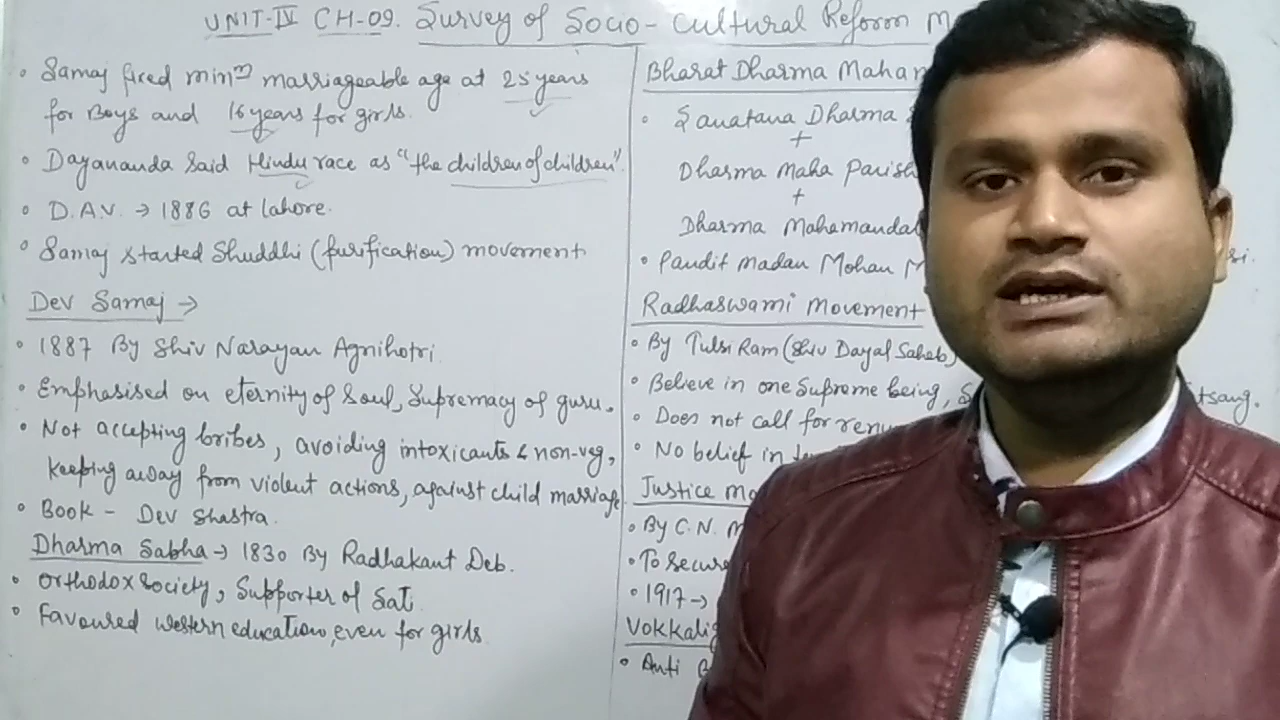 UNIT-IV CH-09. Survey of Socio-Cultural Reform M
• Samaj fixed minm marriageable age at 25 years
for Boys and 16 years for girls.
• Dayananda Said Hindu race as "the children of children".
• D.A.V. → 1886 at lahore.
• Samaj started Shuddhi (purification) movement.
Dev Samaj →
• 1887 By Shiv Narayan Agnihotri.
• Emphasised on eternity of Soul, Supremacy of guru.
• Not accepting bribes, avoiding intoxicants & non-veg,
keeping away from violent actions, against child marriage.
• Book - Dev Shastra.
Dharma Sabha → 1830 By Radhakant Deb.
• Orthodox Society, Supporter of Sati.
• Favoured western education, even for girls.
Bharat Dharma Maham
• Sanatana Dharma
+
Dharma Maha Parish
+
Dharma Mahamandal
• Pandit Madan Mohan M si.
Radhaswami Movement
• By Tulsi Ram (Shiv Dayal Saheb)
• Believe in one Supreme being, S tsang.
• Does not call for renu
• No belief in
Justice Mo
• By C.N. M
• To Secure
• 1917 →
Vokkalig
• Anti